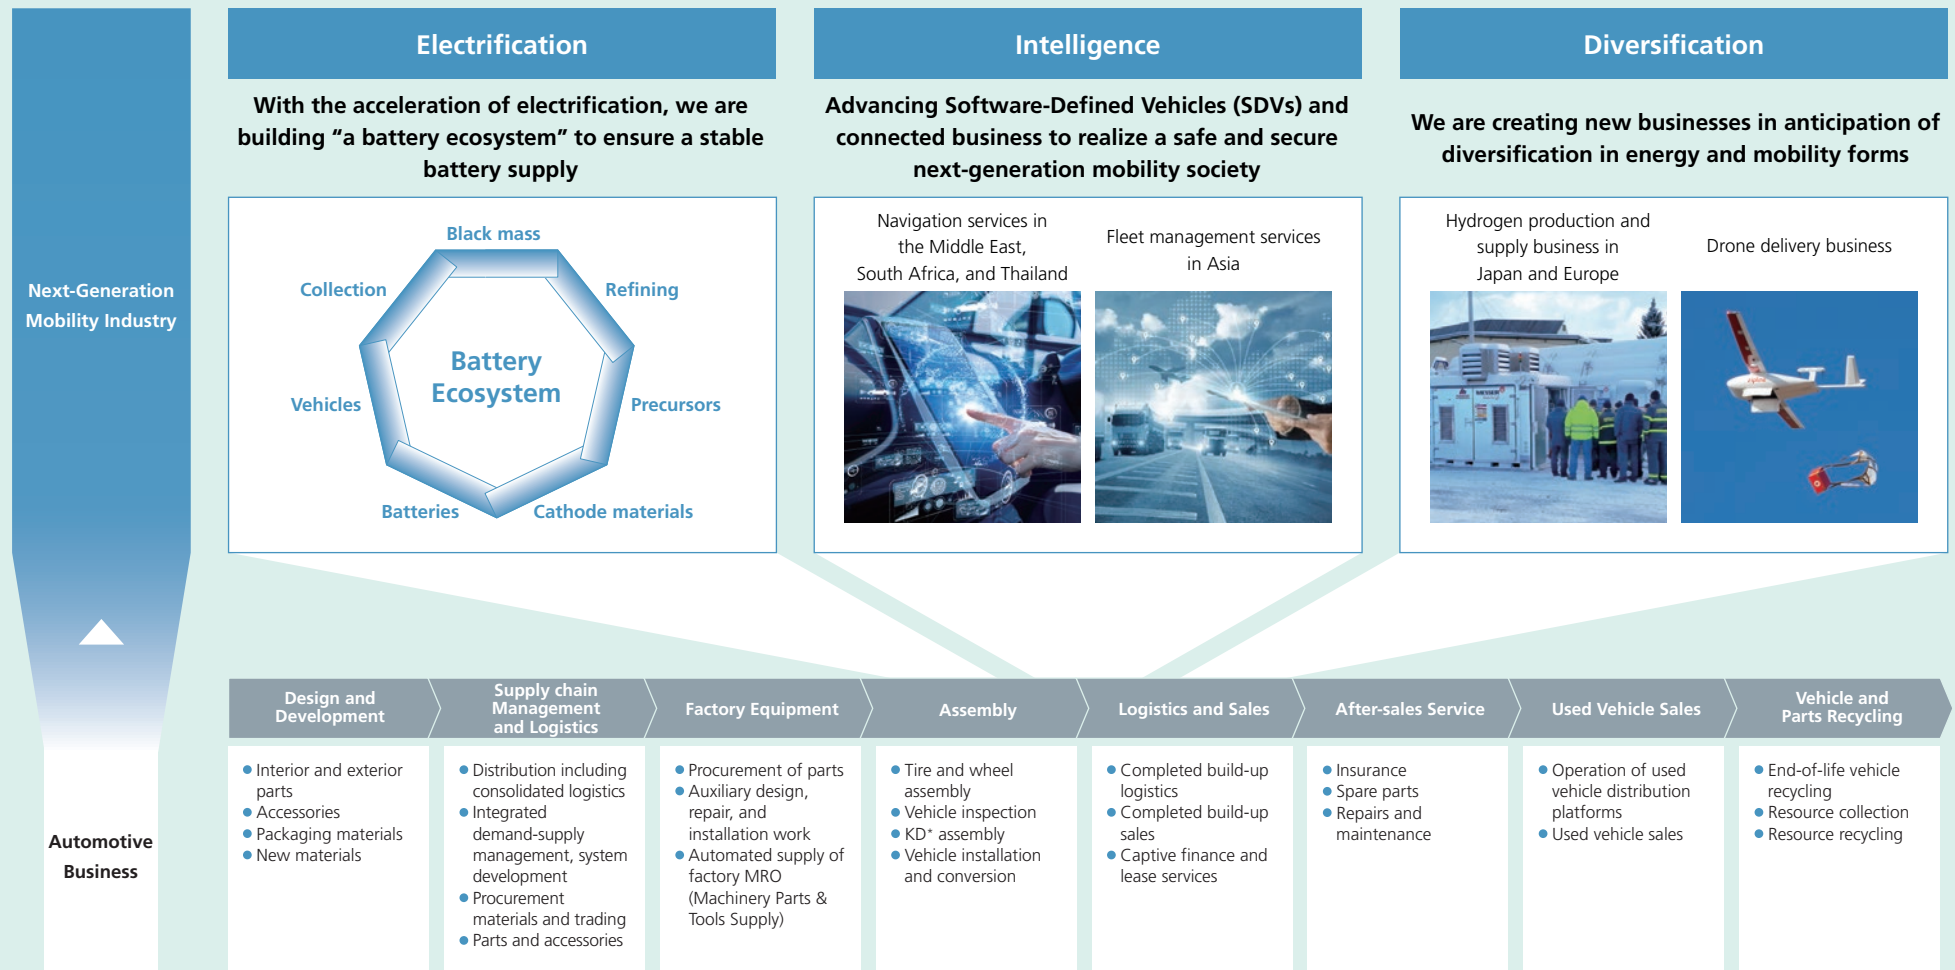 Next-Generation
Mobility Industry
Automotive
Business
Electrification
With the acceleration of electrification, we are
building “a battery ecosystem” to ensure a stable
battery supply
Black mass
Collection
Refining
Battery
Ecosystem
Vehicles
Precursors
Batteries
Cathode materials
Intelligence
Advancing Software-Defined Vehicles (SDVs) and
connected business to realize a safe and secure
next-generation mobility society
Navigation services in
the Middle East,
South Africa, and Thailand
Fleet management services
in Asia
Diversification
We are creating new businesses in anticipation of
diversification in energy and mobility forms
Hydrogen production and
supply business in
Japan and Europe
Drone delivery business
Design and
Development
● Interior and exterior
parts
● Accessories
● Packaging materials
● New materials
Supply chain
Management
and Logistics
● Distribution including
consolidated logistics
● Integrated
demand-supply
management, system
development
● Procurement
materials and trading
● Parts and accessories
Factory Equipment
● Procurement of parts
● Auxiliary design,
repair, and
installation work
● Automated supply of
factory MRO
(Machinery Parts &
Tools Supply)
Assembly
● Tire and wheel
assembly
● Vehicle inspection
● KD* assembly
● Vehicle installation
and conversion
Logistics and Sales
● Completed build-up
logistics
● Completed build-up
sales
● Captive finance and
lease services
After-sales Service
● Insurance
● Spare parts
● Repairs and
maintenance
Used Vehicle Sales
● Operation of used
vehicle distribution
platforms
● Used vehicle sales
Vehicle and
Parts Recycling
● End-of-life vehicle
recycling
● Resource collection
● Resource recycling